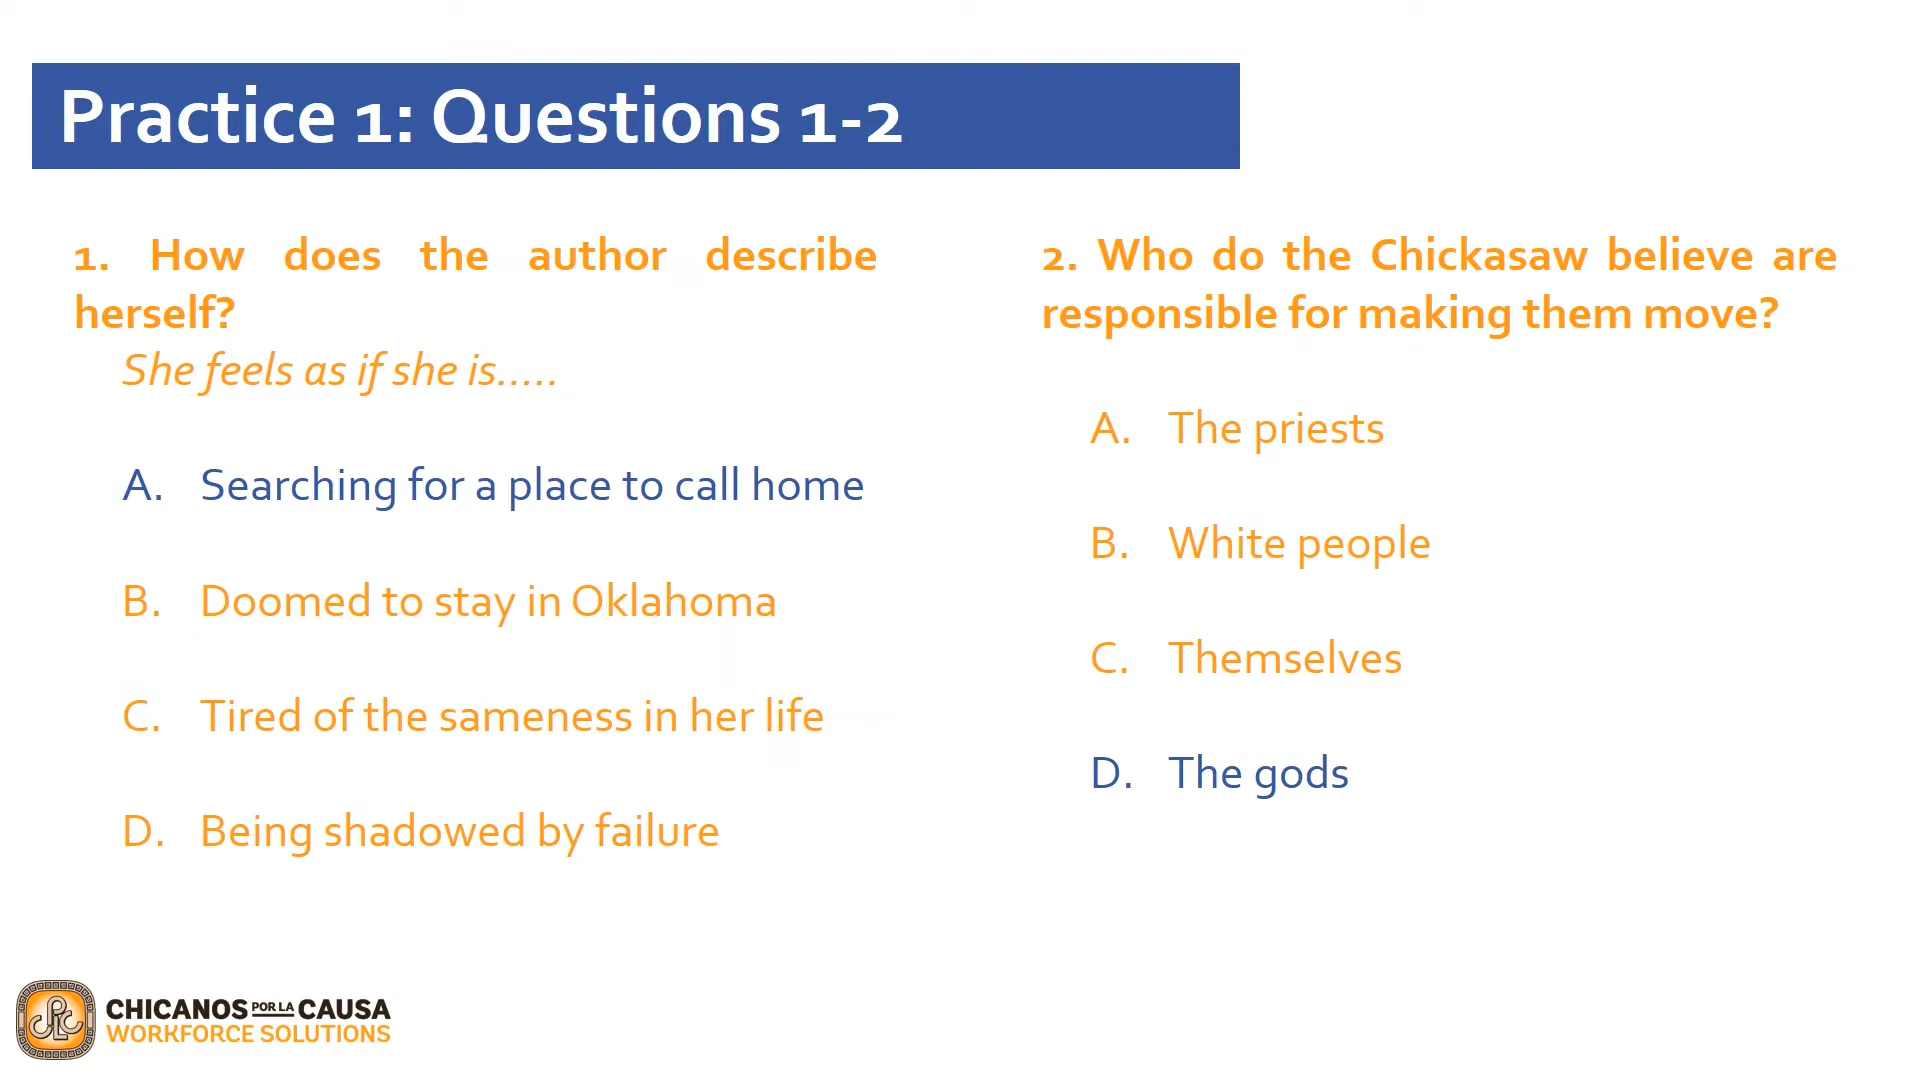 Practice 1: Questions 1-2
1. How does the author describe
herself?
She feels as if she is.....
A. Searching for a place to call home
B. Doomed to stay in Oklahoma
C. Tired of the sameness in her life
D. Being shadowed by failure
2. Who do the Chickasaw believe are
responsible for making them move?
A. The priests
B. White people
C. Themselves
D. The gods
CPLC
CHICANOS POR LA CAUSA
WORKFORCE SOLUTIONS